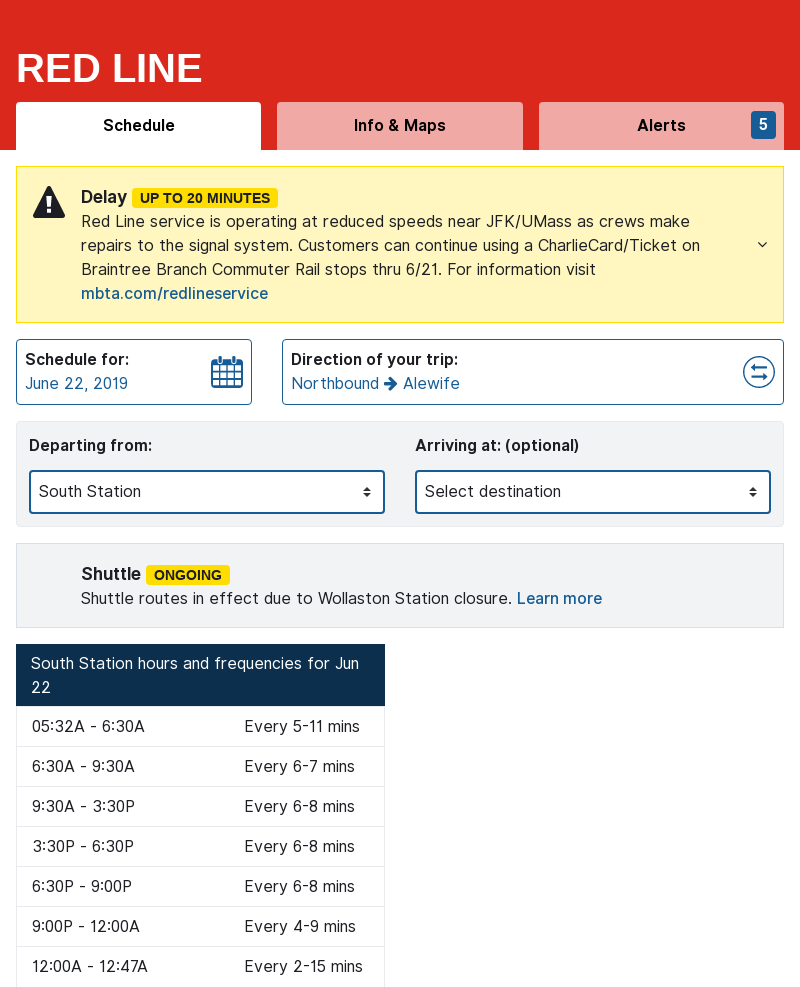 RED LINE
Schedule
Info & Maps
Alerts
5
Delay UP TO 20 MINUTES
Red Line service is operating at reduced speeds near JFK/UMass as crews make
repairs to the signal system. Customers can continue using a CharlieCard/Ticket on
Braintree Branch Commuter Rail stops thru 6/21. For information visit
mbta.com/redlineservice
Schedule for:
June 22, 2019
Direction of your trip:
Northbound → Alewife
Departing from:
South Station
Arriving at: (optional)
Select destination
Shuttle ONGOING
Shuttle routes in effect due to Wollaston Station closure. Learn more
South Station hours and frequencies for Jun
22
05:32A - 6:30A Every 5-11 mins
6:30A - 9:30A Every 6-7 mins
9:30A - 3:30P Every 6-8 mins
3:30P - 6:30P Every 6-8 mins
6:30P - 9:00P Every 6-8 mins
9:00P - 12:00A Every 4-9 mins
12:00A - 12:47A Every 2-15 mins